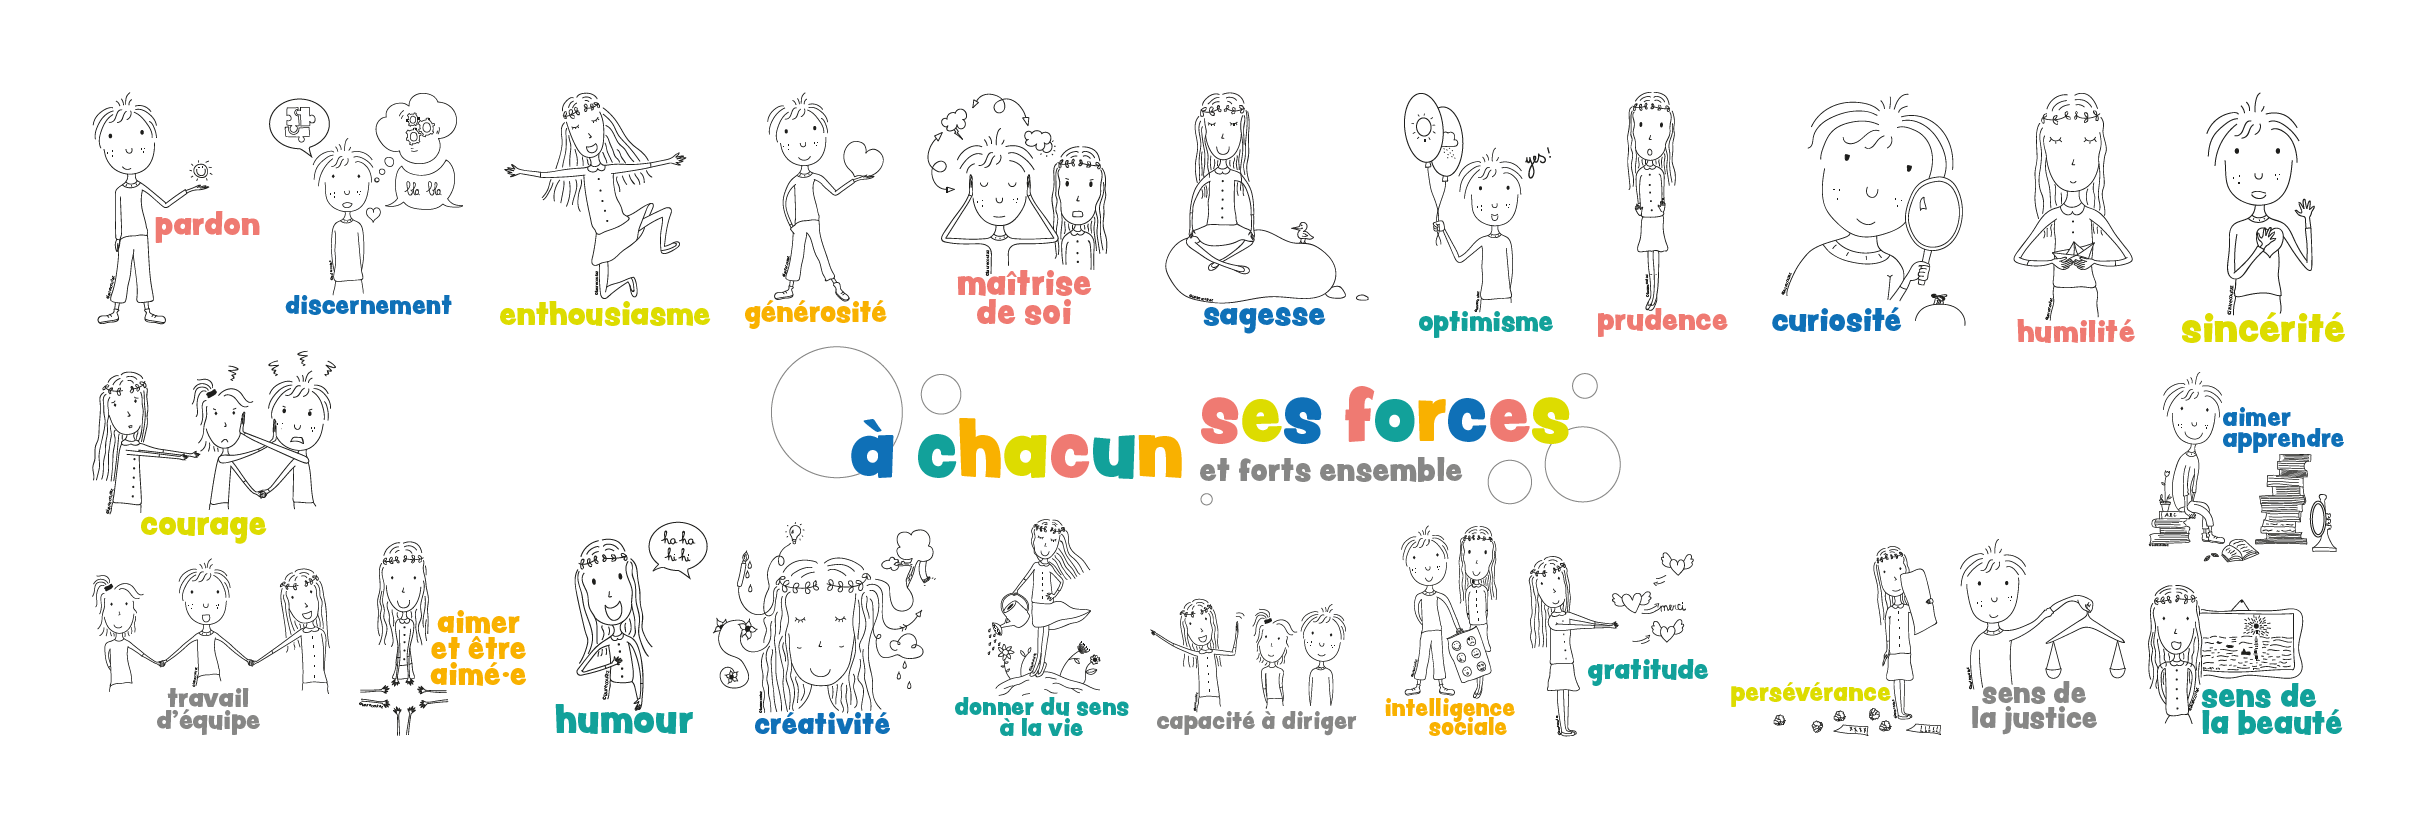 bla bla
yes!
pardon
discernement
enthousiasme
générosité
maîtrise
de soi
sagesse
optimisme
prudence
curiosité
humilité
sincérité
à chacun
ses forces
et forts ensemble
courage
aimer
apprendre
ABC
travail
d'équipe
aimer
et être
aimé·e
ha ha
hi hi
humour
créativité
donner du sens
à la vie
capacité à diriger
intelligence
sociale
merci
gratitude
persévérance
sens de
la justice
sens de
la beauté